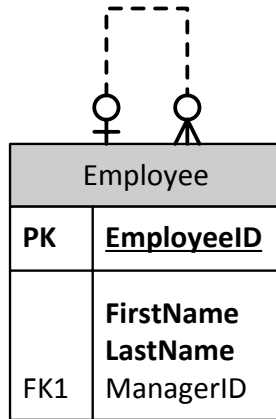 Employee
PK EmployeeID
FirstName
LastName
FK1 ManagerID